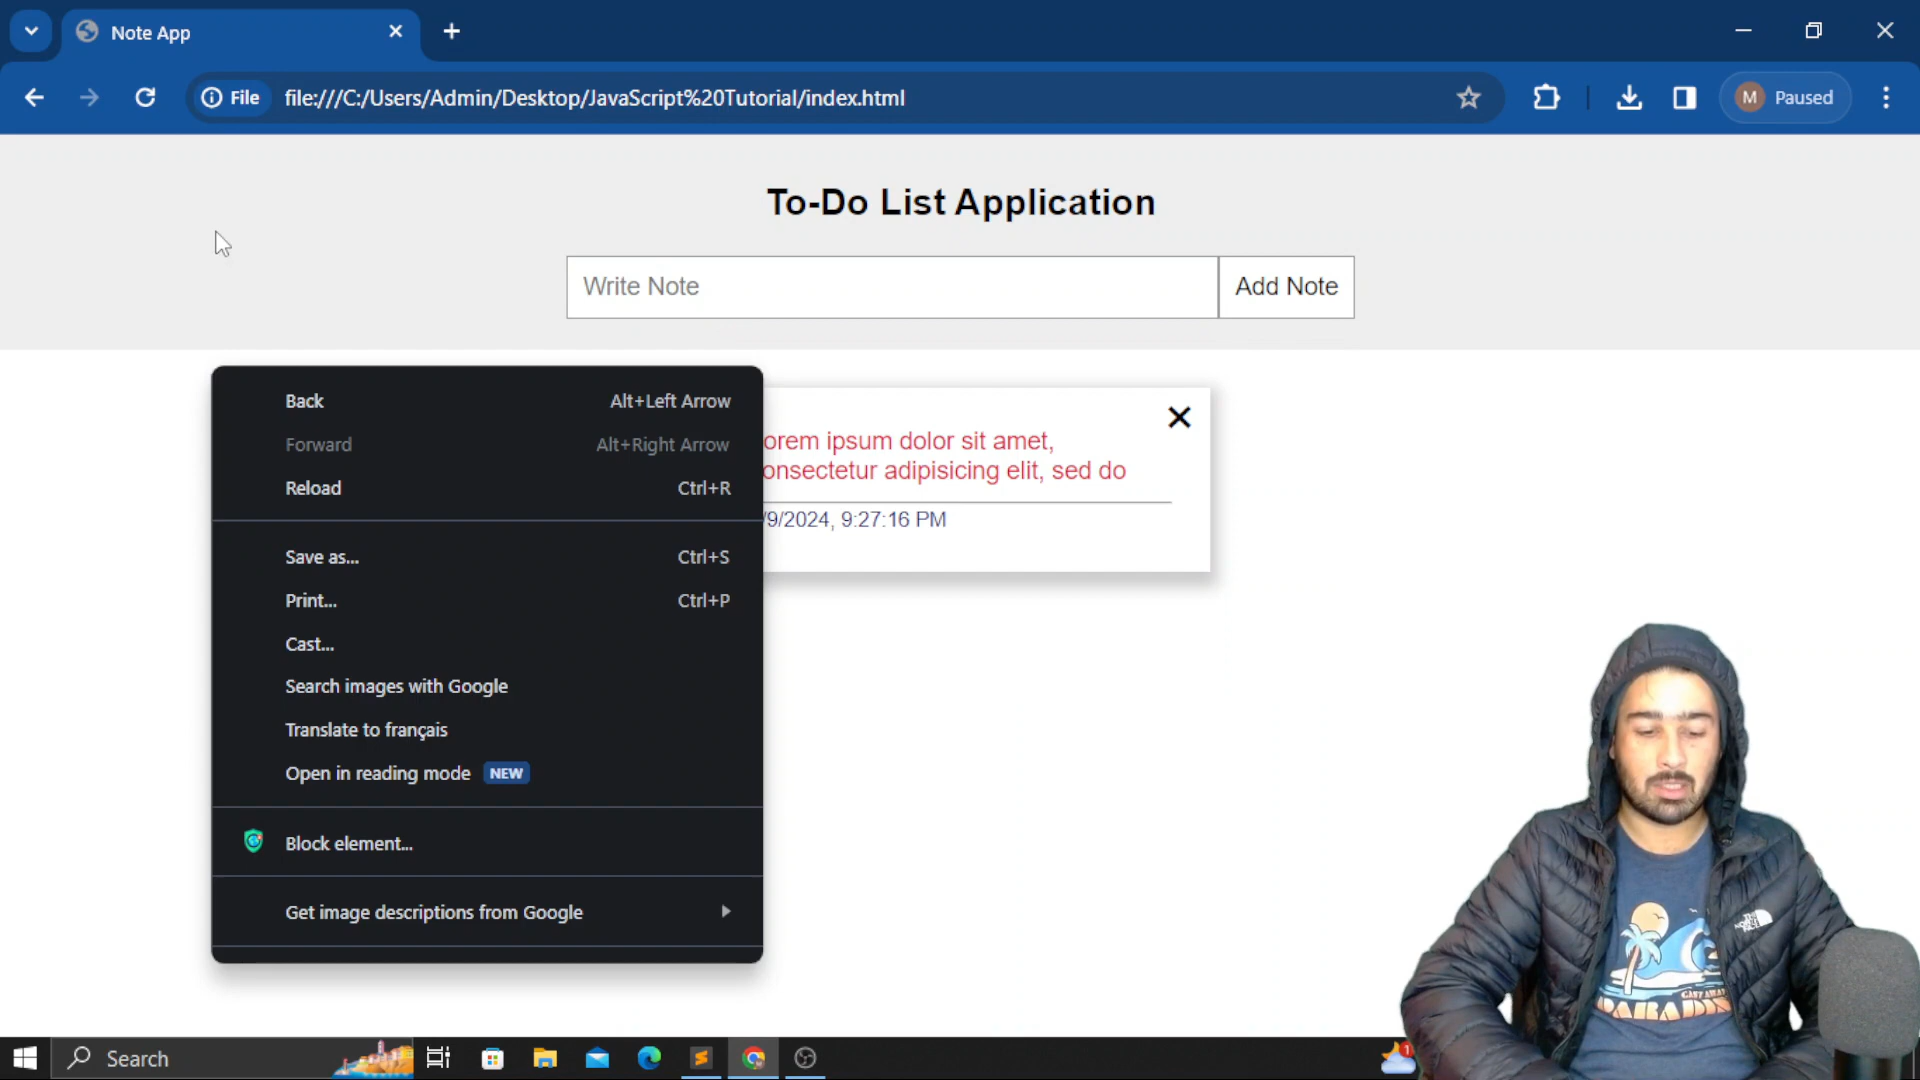 Note App
File
file:///C:/Users/Admin/Desktop/JavaScript%20Tutorial/index.html
M
Paused
To-Do List Application
Write Note
Add Note
Back
Alt+Left Arrow
Forward
Alt+Right Arrow
Reload
Ctrl+R
Save as...
Ctrl+S
Print...
Ctrl+P
Cast...
Search images with Google
Translate to français
Open in reading mode
NEW
Block element...
Get image descriptions from Google
orem ipsum dolor sit amet,
onsectetur adipisicing elit, sed do
/9/2024, 9:27:16 PM
Search
1